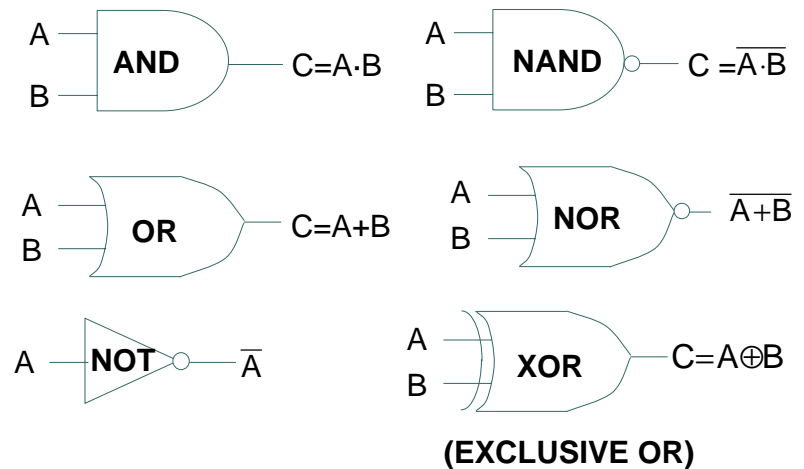 A
B
AND
C=A·B
A
B
NAND
C =A̅·̅B̅
A
B
OR
C=A+B
A
B
NOR
A̅+̅B̅
A
NOT
A̅
A
B
XOR
C=A⊕B
(EXCLUSIVE OR)